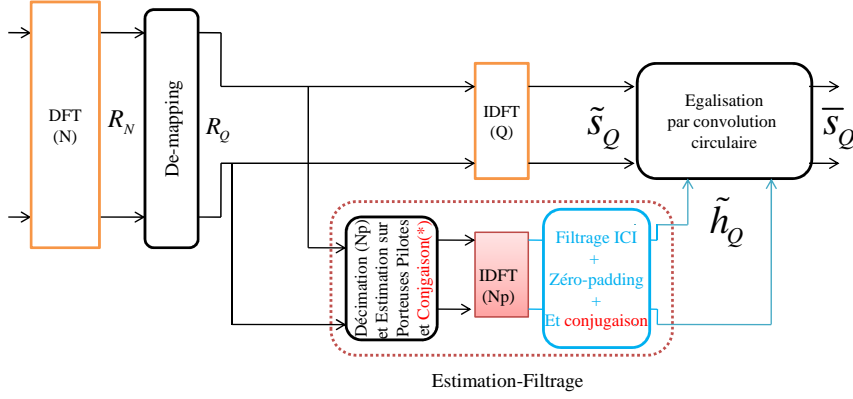 DFT
(N)
R_N
De-mapping
R_Q
IDFT
(Q)
s̃_Q
Egalisation
par convolution
circulaire
s̅_Q
h̃_Q
Décimation (Np)
et Estimation sur
Porteuses Pilotes
et Conjgaison(*)
IDFT
(Np)
Filtrage ICI
+
Zéro-padding
+
Et conjugaison
Estimation-Filtrage